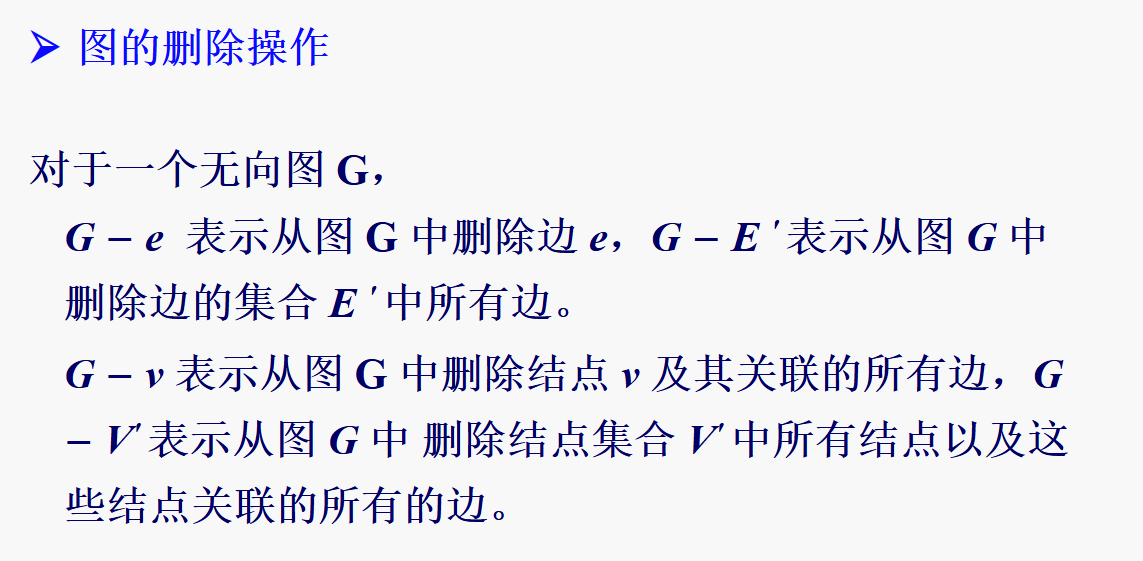 ➢ 图的删除操作
对于一个无向图 G，
G – e 表示从图 G 中删除边 e，G – E ′表示从图 G 中
删除边的集合 E ′中所有边。
G – v 表示从图 G 中删除结点 v 及其关联的所有边，G
– V′表示从图 G 中 删除结点集合 V′中所有结点以及这
些结点关联的所有的边。